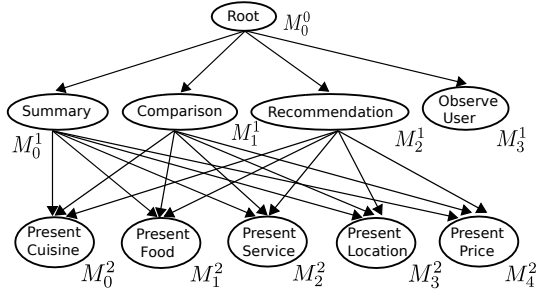 Root M_0^0
Summary Comparison Recommendation Observe
User
M_0^1 M_1^1 M_2^1 M_3^1
Present Present Present Present Present
Cuisine Food Service Location Price
M_0^2 M_1^2 M_2^2 M_3^2 M_4^2